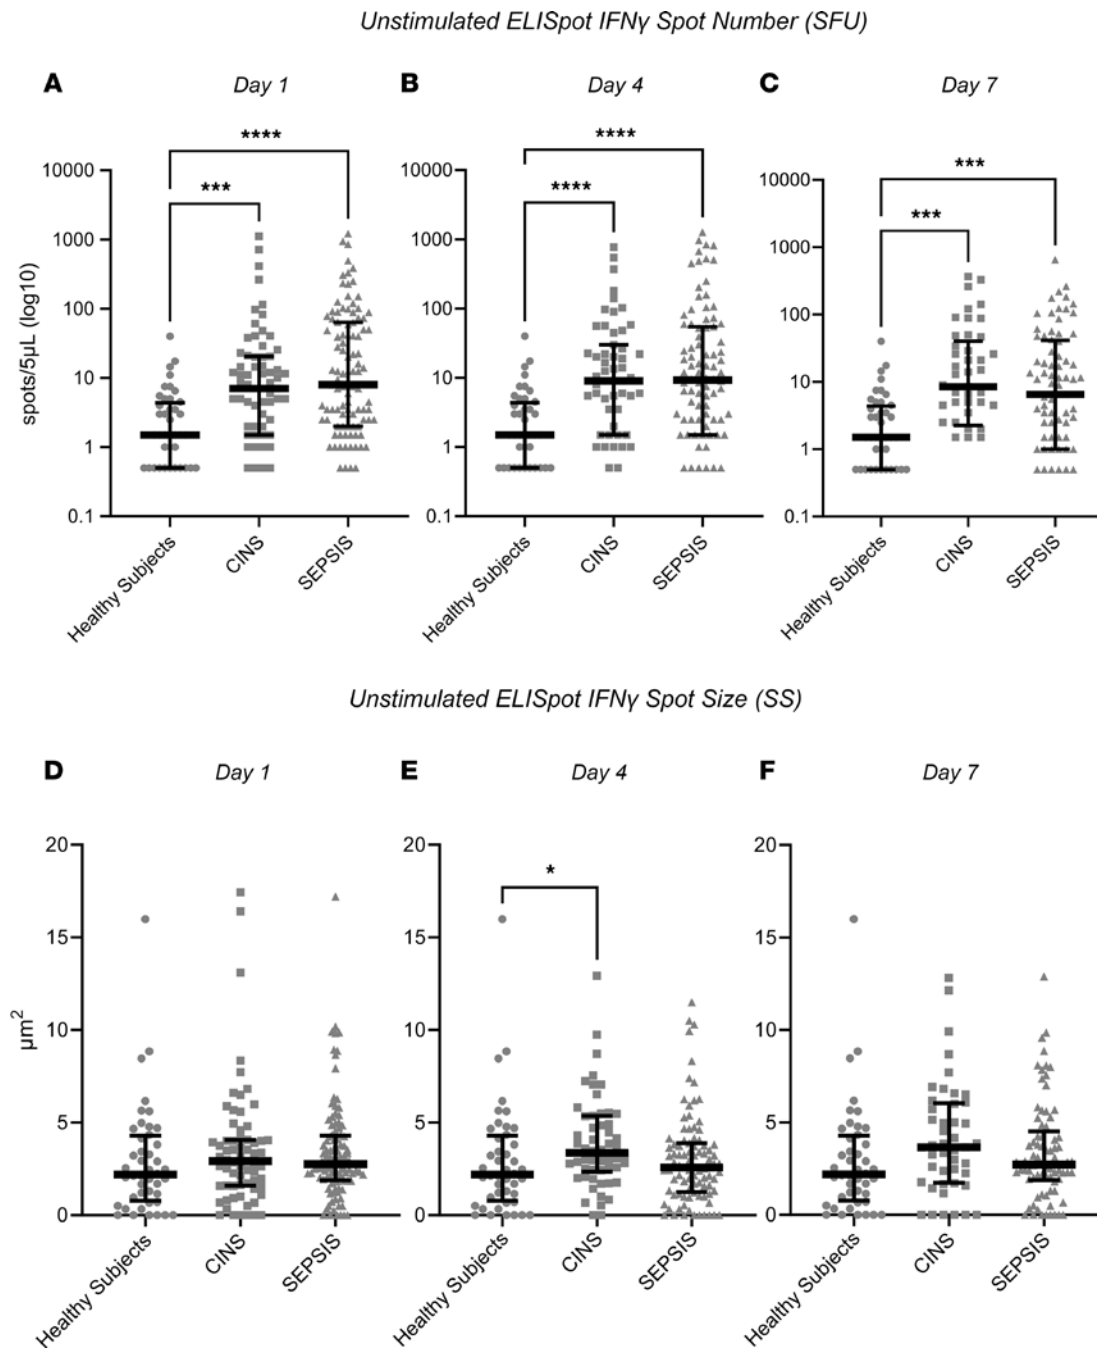 Unstimulated ELISpot IFNγ Spot Number (SFU)
A Day 1 B Day 4 C Day 7
**** **** ***
*** **** ***
spots/5µL (log10)
10000 10000 10000
1000 1000 1000
100 100 100
10 10 10
1 1 1
0.1 0.1 0.1
Healthy Subjects CINS SEPSIS Healthy Subjects CINS SEPSIS Healthy Subjects CINS SEPSIS
Unstimulated ELISpot IFNγ Spot Size (SS)
D Day 1 E Day 4 F Day 7
*
µm²
20 20 20
15 15 15
10 10 10
5 5 5
0 0 0
Healthy Subjects CINS SEPSIS Healthy Subjects CINS SEPSIS Healthy Subjects CINS SEPSIS